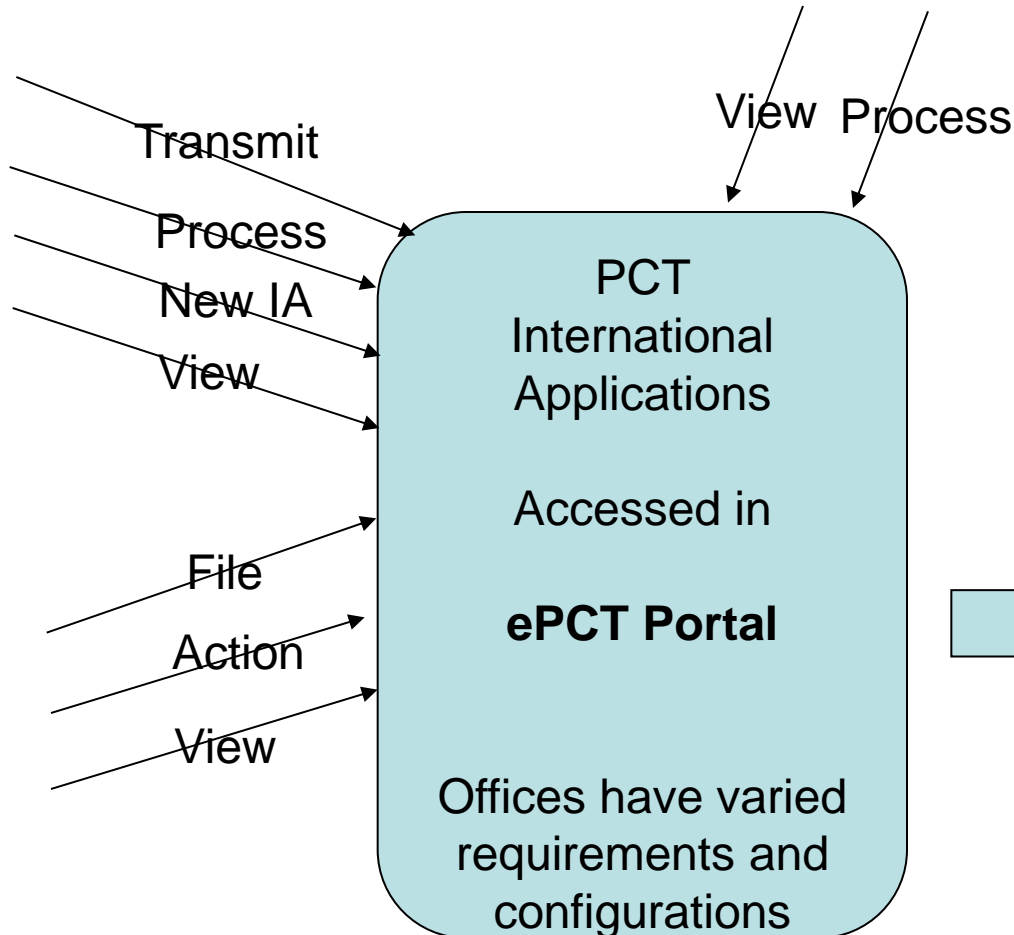 View Process
Transmit
Process
New IA
View
File
Action
View
PCT
International
Applications
Accessed in
ePCT Portal
Offices have varied
requirements and
configurations